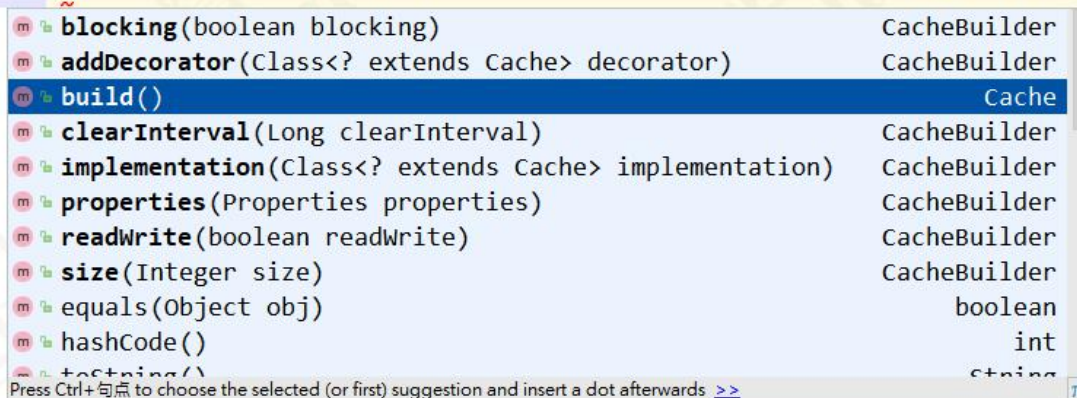 blocking(boolean blocking) CacheBuilder
addDecorator(Class<? extends Cache> decorator) CacheBuilder
build() Cache
clearInterval(Long clearInterval) CacheBuilder
implementation(Class<? extends Cache> implementation) CacheBuilder
properties(Properties properties) CacheBuilder
readWrite(boolean readWrite) CacheBuilder
size(Integer size) CacheBuilder
equals(Object obj) boolean
hashCode() int
toString() String
Press Ctrl+句点 to choose the selected (or first) suggestion and insert a dot afterwards >>